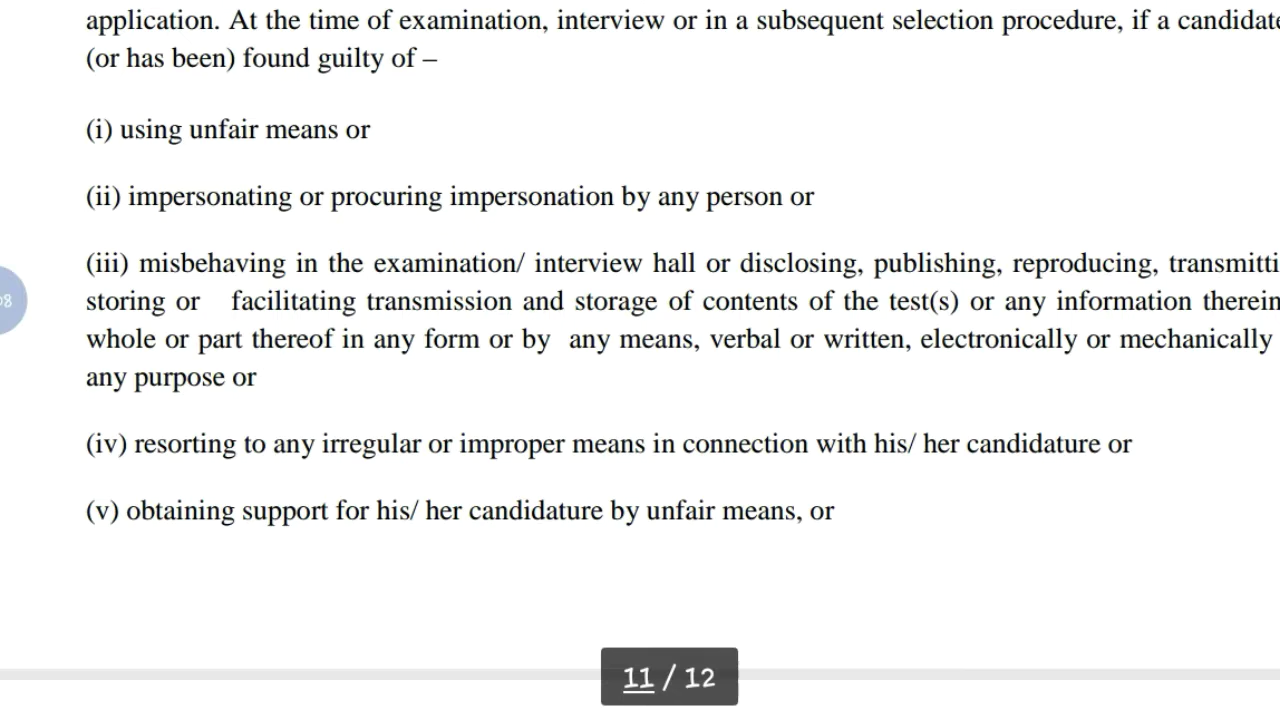 application. At the time of examination, interview or in a subsequent selection procedure, if a candidate
(or has been) found guilty of –
(i) using unfair means or
(ii) impersonating or procuring impersonation by any person or
(iii) misbehaving in the examination/ interview hall or disclosing, publishing, reproducing, transmitti
storing or facilitating transmission and storage of contents of the test(s) or any information therein
whole or part thereof in any form or by any means, verbal or written, electronically or mechanically
any purpose or
(iv) resorting to any irregular or improper means in connection with his/ her candidature or
(v) obtaining support for his/ her candidature by unfair means, or
11 / 12